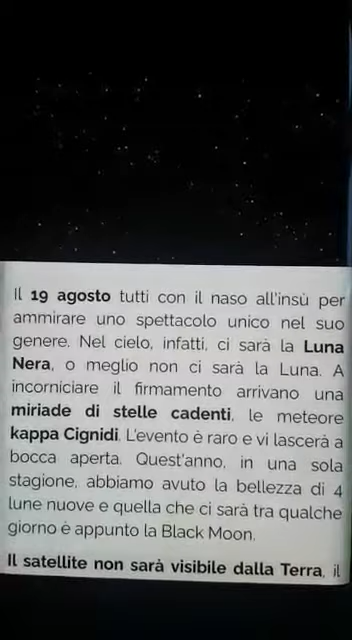 Il 19 agosto tutti con il naso all'insù per
ammirare uno spettacolo unico nel suo
genere. Nel cielo, infatti, ci sarà la Luna
Nera, o meglio non ci sarà la Luna. A
incorniciare il firmamento arrivano una
miriade di stelle cadenti, le meteore
kappa Cignidi. L'evento è raro e vi lascerà a
bocca aperta. Quest'anno, in una sola
stagione, abbiamo avuto la bellezza di 4
lune nuove e quella che ci sarà tra qualche
giorno è appunto la Black Moon.
Il satellite non sarà visibile dalla Terra, il